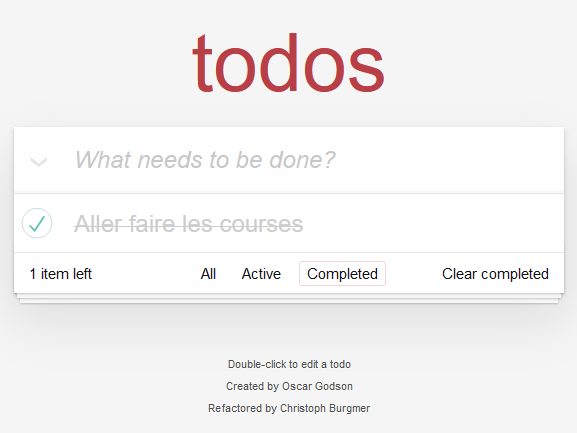 todos
What needs to be done?
Aller faire les courses
1 item left All Active Completed Clear completed
Double-click to edit a todo
Created by Oscar Godson
Refactored by Christoph Burgmer